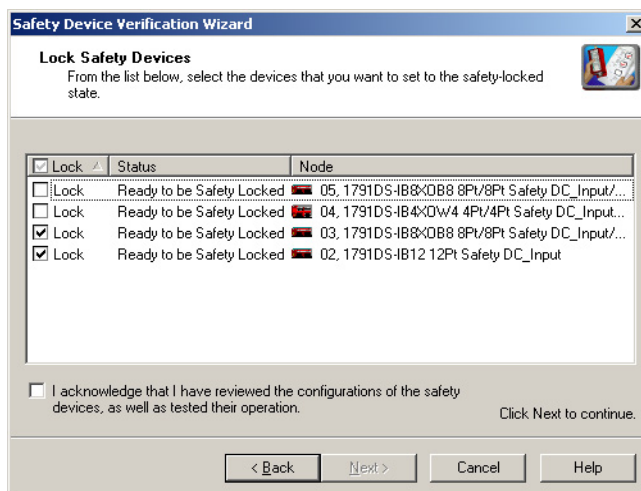 Safety Device Verification Wizard
Lock Safety Devices
From the list below, select the devices that you want to set to the safety-locked
state.
Lock Status Node
Lock Ready to be Safety Locked 05, 1791DS-IB8XOB8 8Pt/8Pt Safety DC_Input/...
Lock Ready to be Safety Locked 04, 1791DS-IB4XOW4 4Pt/4Pt Safety DC_Input...
Lock Ready to be Safety Locked 03, 1791DS-IB8XOB8 8Pt/8Pt Safety DC_Input/...
Lock Ready to be Safety Locked 02, 1791DS-IB12 12Pt Safety DC_Input
I acknowledge that I have reviewed the configurations of the safety
devices, as well as tested their operation.
Click Next to continue.
< Back Next > Cancel Help